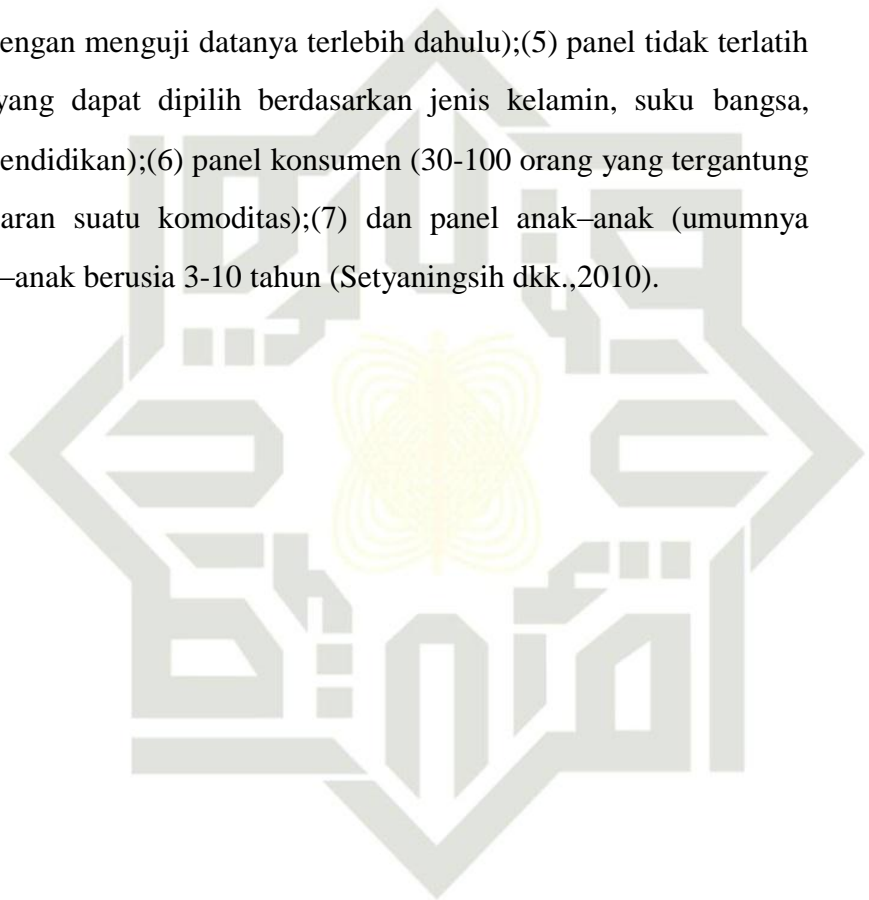 engan menguji datanya terlebih dahulu);(5) panel tidak terlatih
yang dapat dipilih berdasarkan jenis kelamin, suku bangsa,
endidikan);(6) panel konsumen (30-100 orang yang tergantung
aran suatu komoditas);(7) dan panel anak–anak (umumnya
–anak berusia 3-10 tahun (Setyaningsih dkk.,2010).